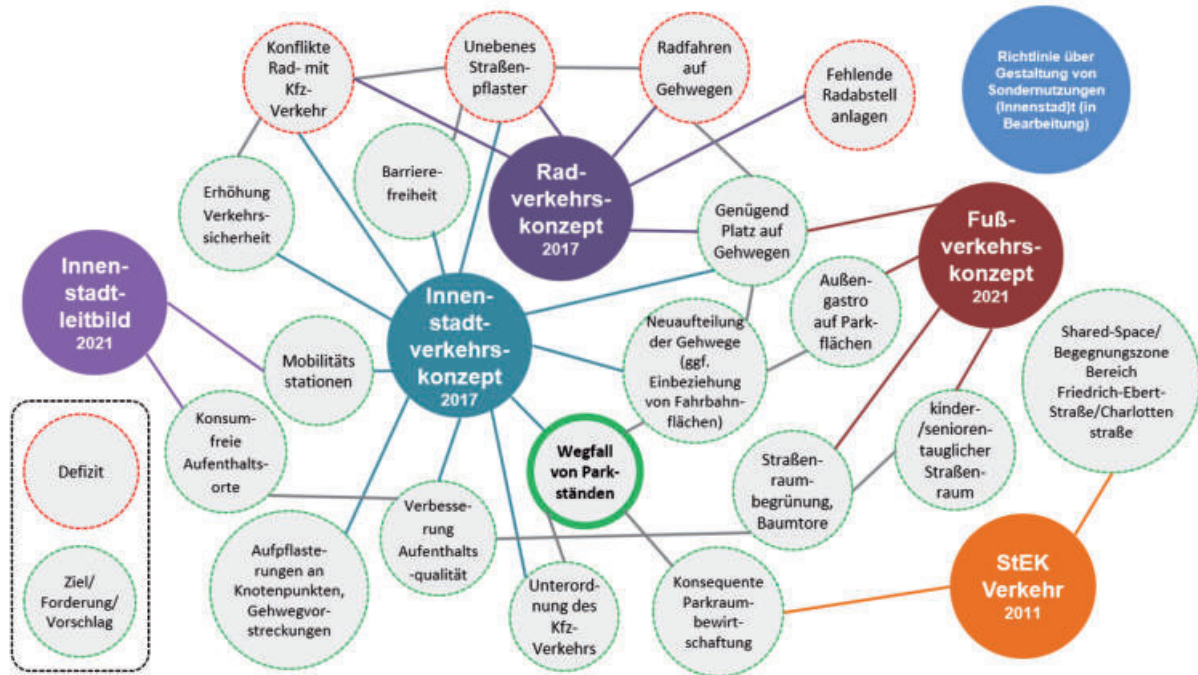 Konflikte
Rad- mit
Kfz-
Verkehr
Unebenes
Straßen-
pflaster
Radfahren
auf
Gehwegen
Fehlende
Radabstell
anlagen
Richtlinie über
Gestaltung von
Sondernutzungen
(Innenstad)t (in
Bearbeitung)
Erhöhung
Verkehrs-
sicherheit
Barriere-
freiheit
Rad-
verkehrs-
konzept
2017
Genügend
Platz auf
Gehwegen
Fuß-
verkehrs-
konzept
2021
Innen-
stadt-
leitbild
2021
Innen-
stadt-
verkehrs-
konzept
2017
Außen-
gastro
auf Park-
flächen
Mobilitäts
stationen
Neuaufteilung
der Gehwege
(ggf.
Einbeziehung
von Fahrbahn-
flächen)
Shared-Space/
Begegnungszone
Bereich
Friedrich-Ebert-
Straße/Charlotten
straße
Konsum-
freie
Aufenthalts-
orte
Wegfall
von Park-
ständen
Straßen-
raum-
begrünung,
Baumtore
kinder-
/senioren-
tauglicher
Straßen-
raum
Defizit
Ziel/
Forderung/
Vorschlag
Aufpflaste-
rungen an
Knotenpunkten,
Gehwegvor-
streckungen
Verbesse-
rung
Aufenthalts
-qualität
Unterord-
nung des
Kfz-
Verkehrs
Konsequente
Parkraum-
bewirt-
schaftung
StEK
Verkehr
2011